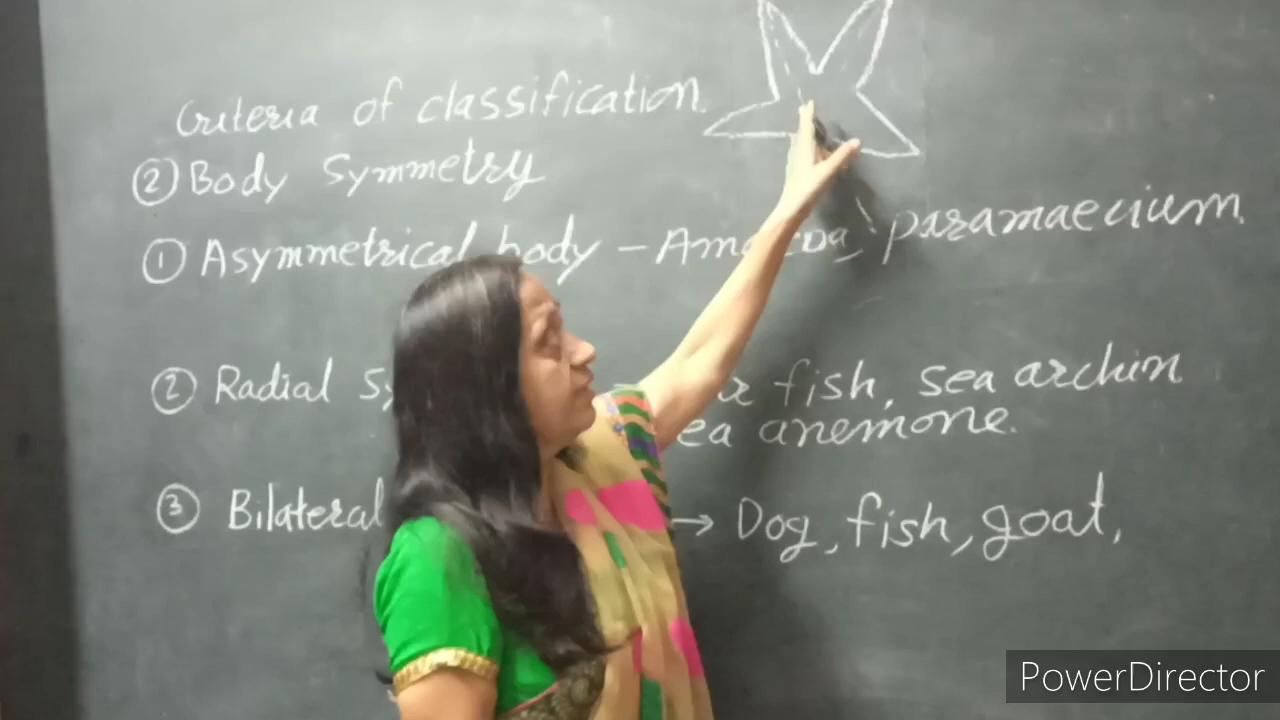 Criteria of classification.
② Body Symmetry
① Asymmetrical body - Amoeba, paramaecium.
② Radial fish, sea archin
anemone.
③ Bilateral → Dog, fish, goat,
PowerDirector